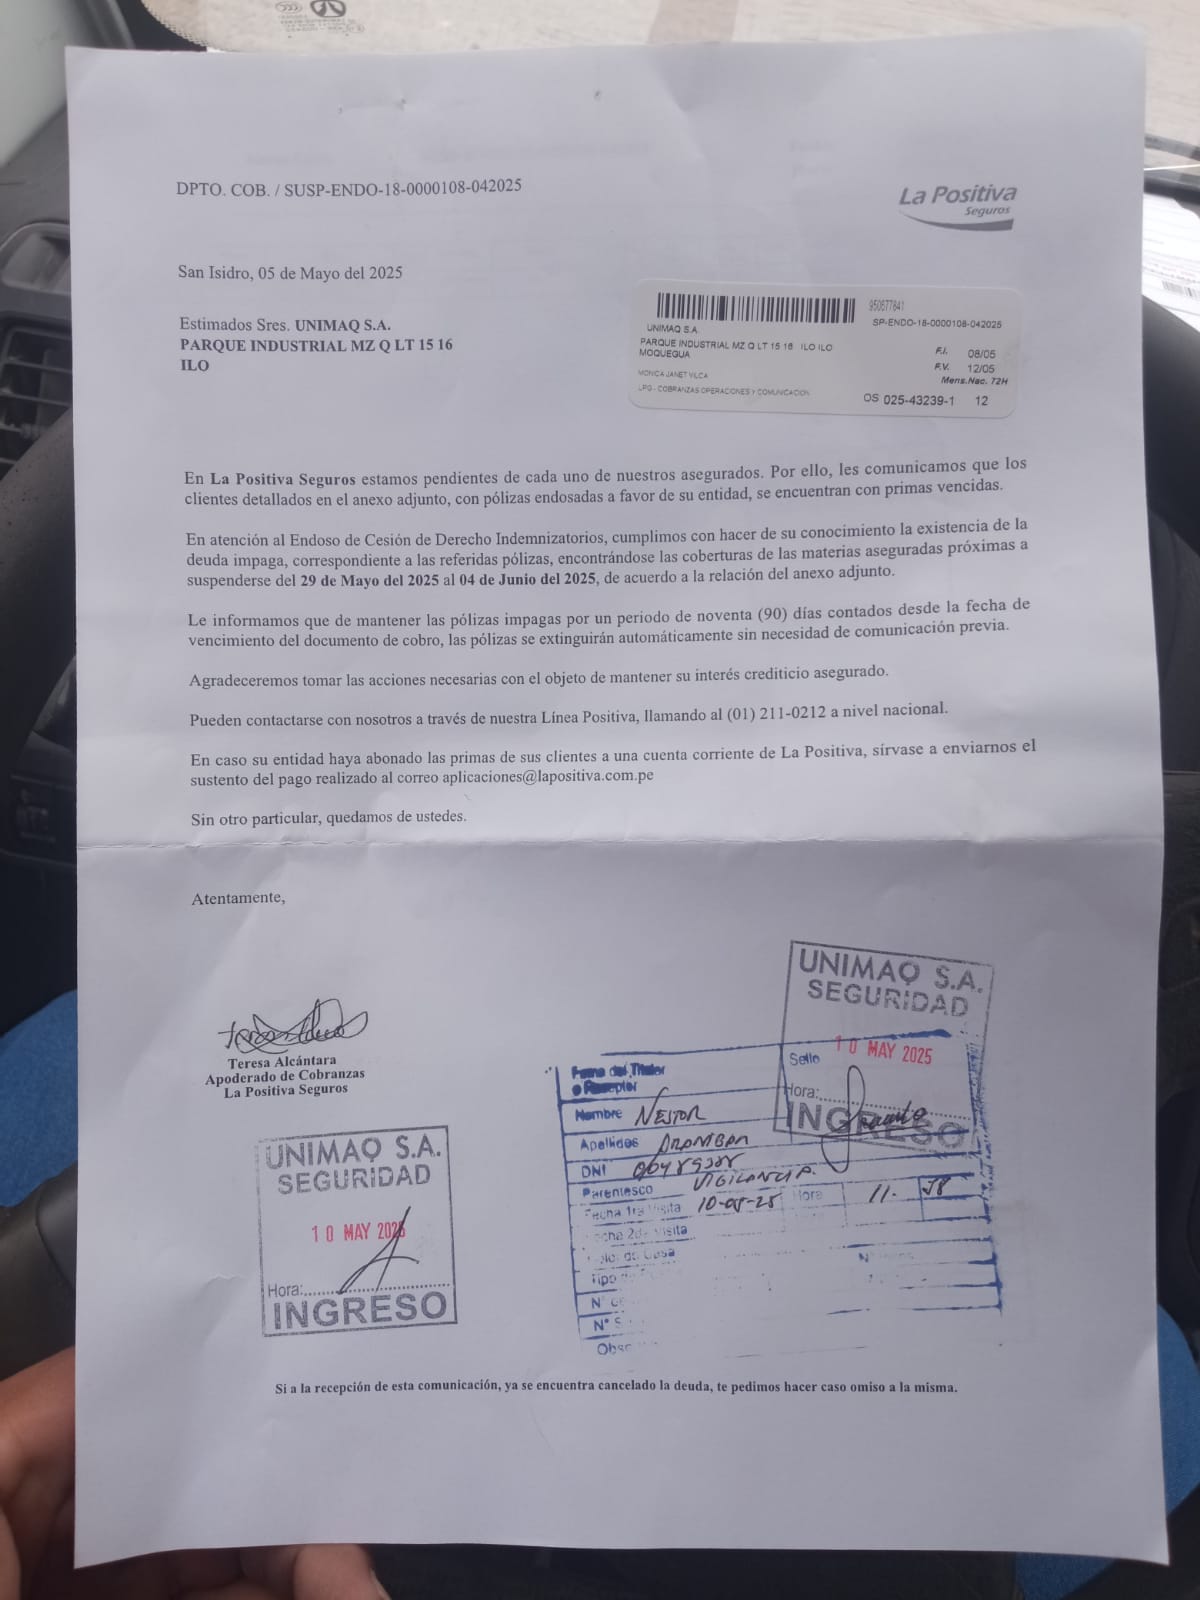 DPTO. COB. / SUSP-ENDO-18-0000108-042025
La Positiva
Seguros
San Isidro, 05 de Mayo del 2025
Estimados Sres. UNIMAQ S.A.
PARQUE INDUSTRIAL MZ Q LT 15 16
ILO
950677841
UNIMAQ S.A.
SP-ENDO-18-0000108-042025
PARQUE INDUSTRIAL MZ Q LT 15 16 ILO ILO
MOQUEGUA
F.I. 08/05
F.V. 12/05
MONICA JANET VILCA
Mens.Nac. 72H
LPG - COBRANZAS OPERACIONES Y COMUNICACION
OS 025-43239-1 12
En La Positiva Seguros estamos pendientes de cada uno de nuestros asegurados. Por ello, les comunicamos que los
clientes detallados en el anexo adjunto, con pólizas endosadas a favor de su entidad, se encuentran con primas vencidas.
En atención al Endoso de Cesión de Derecho Indemnizatorios, cumplimos con hacer de su conocimiento la existencia de la
deuda impaga, correspondiente a las referidas pólizas, encontrándose las coberturas de las materias aseguradas próximas a
suspenderse del 29 de Mayo del 2025 al 04 de Junio del 2025, de acuerdo a la relación del anexo adjunto.
Le informamos que de mantener las pólizas impagas por un periodo de noventa (90) días contados desde la fecha de
vencimiento del documento de cobro, las pólizas se extinguirán automáticamente sin necesidad de comunicación previa.
Agradeceremos tomar las acciones necesarias con el objeto de mantener su interés crediticio asegurado.
Pueden contactarse con nosotros a través de nuestra Línea Positiva, llamando al (01) 211-0212 a nivel nacional.
En caso su entidad haya abonado las primas de sus clientes a una cuenta corriente de La Positiva, sírvase a enviarnos el
sustento del pago realizado al correo aplicaciones@lapositiva.com.pe
Sin otro particular, quedamos de ustedes.
Atentamente,
Teresa Alcántara
Apoderado de Cobranzas
La Positiva Seguros
UNIMAQ S.A.
SEGURIDAD
10 MAY 2025
Hora:
INGRESO
UNIMAQ S.A.
SEGURIDAD
10 MAY 2025
Hora:
INGRESO
Firma del Titular
o Receptor
Sello
Nombre NESTOR
Apellidos
DNI
Parentesco VIGILANCIA.
Fecha 1ra Visita 10-05-25 Hora 11.
Visita
Casa
Tipo
Si a la recepción de esta comunicación, ya se encuentra cancelado la deuda, te pedimos hacer caso omiso a la misma.